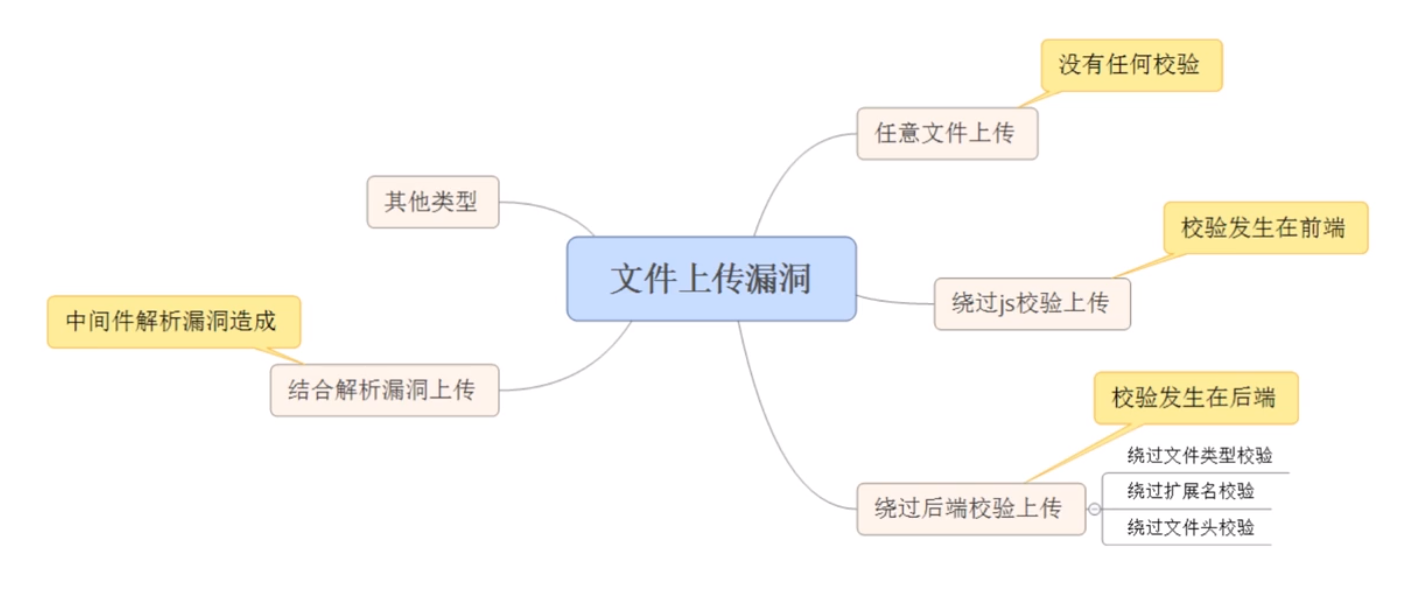 没有任何校验
任意文件上传
其他类型
校验发生在前端
文件上传漏洞
绕过js校验上传
中间件解析漏洞造成
结合解析漏洞上传
校验发生在后端
绕过文件类型校验
绕过扩展名校验
绕过后端校验上传
绕过文件头校验